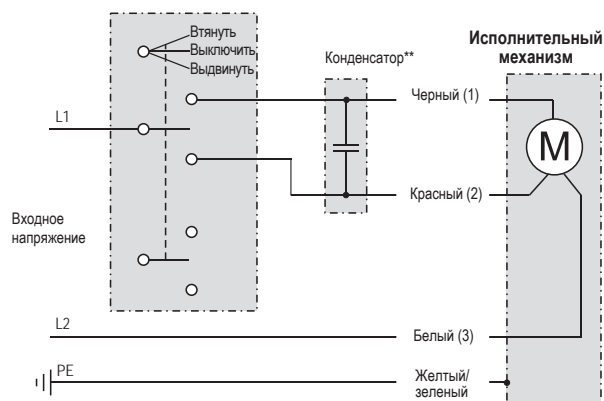 Втянуть
Выключить
Выдвинуть
Конденсатор**
Исполнительный
механизм
Черный (1)
L1
M
Красный (2)
Входное
напряжение
L2
Белый (3)
PE
Желтый/
зеленый